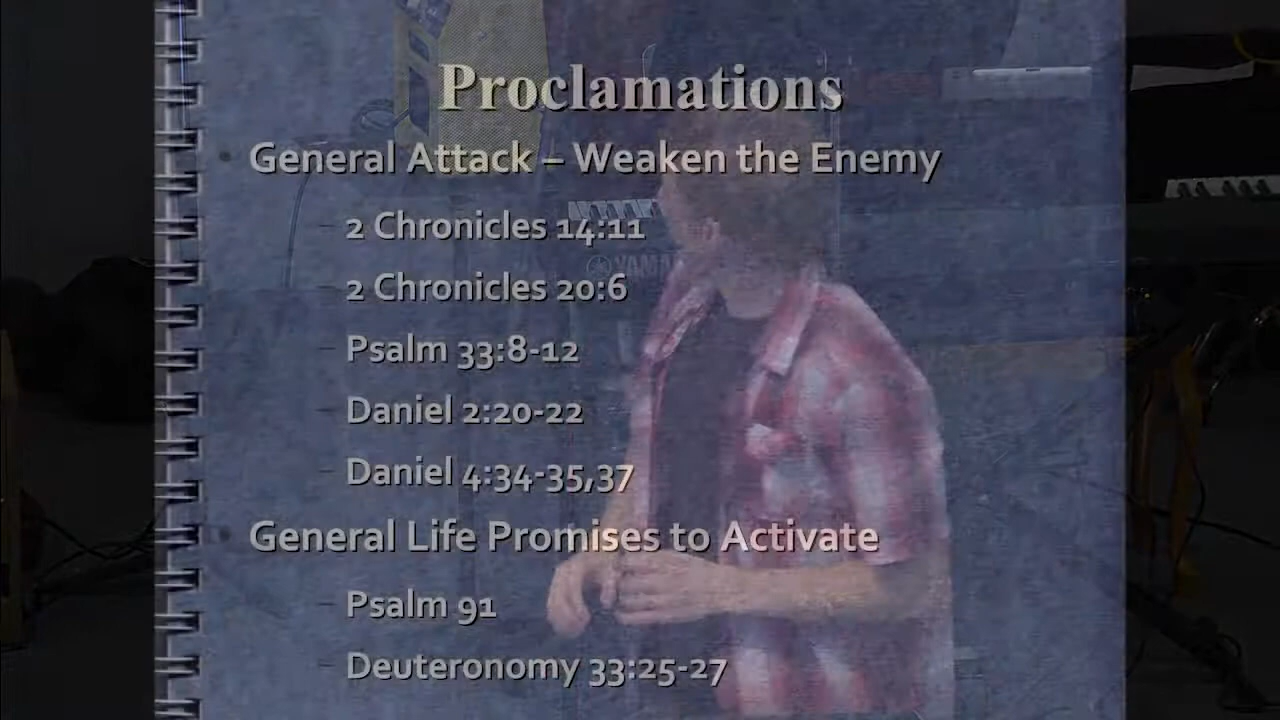 Proclamations
General Attack – Weaken the Enemy
2 Chronicles 14:11
2 Chronicles 20:6
Psalm 33:8-12
Daniel 2:20-22
Daniel 4:34-35,37
General Life Promises to Activate
Psalm 91
Deuteronomy 33:25-27